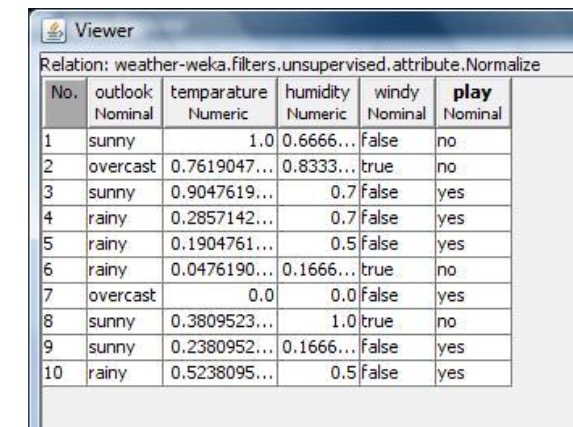 Viewer
Relation: weather-weka.filters.unsupervised.attribute.Normalize
No. outlook temparature humidity windy play
Nominal Numeric Numeric Nominal Nominal
1 sunny 1.0 0.6666... false no
2 overcast 0.7619047... 0.8333... true no
3 sunny 0.9047619... 0.7 false yes
4 rainy 0.2857142... 0.7 false yes
5 rainy 0.1904761... 0.5 false yes
6 rainy 0.0476190... 0.1666... true no
7 overcast 0.0 0.0 false yes
8 sunny 0.3809523... 1.0 true no
9 sunny 0.2380952... 0.1666... false yes
10 rainy 0.5238095... 0.5 false yes